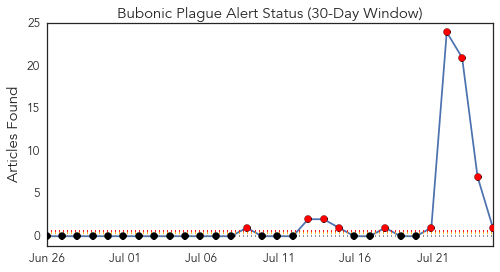 Bubonic Plague Alert Status (30-Day Window)
25
20
15
10
5
0
Articles Found
Jun 26
Jul 01
Jul 06
Jul 11
Jul 16
Jul 21